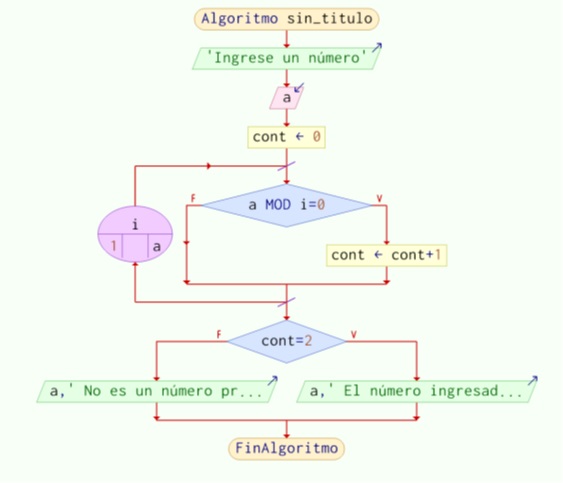 Algoritmo sin_titulo
'Ingrese un número'
a
cont ← 0
i
1 a
F
a MOD i=0
V
cont ← cont+1
F
cont=2
V
a,' No es un número pr...
a,' El número ingresad...
FinAlgoritmo